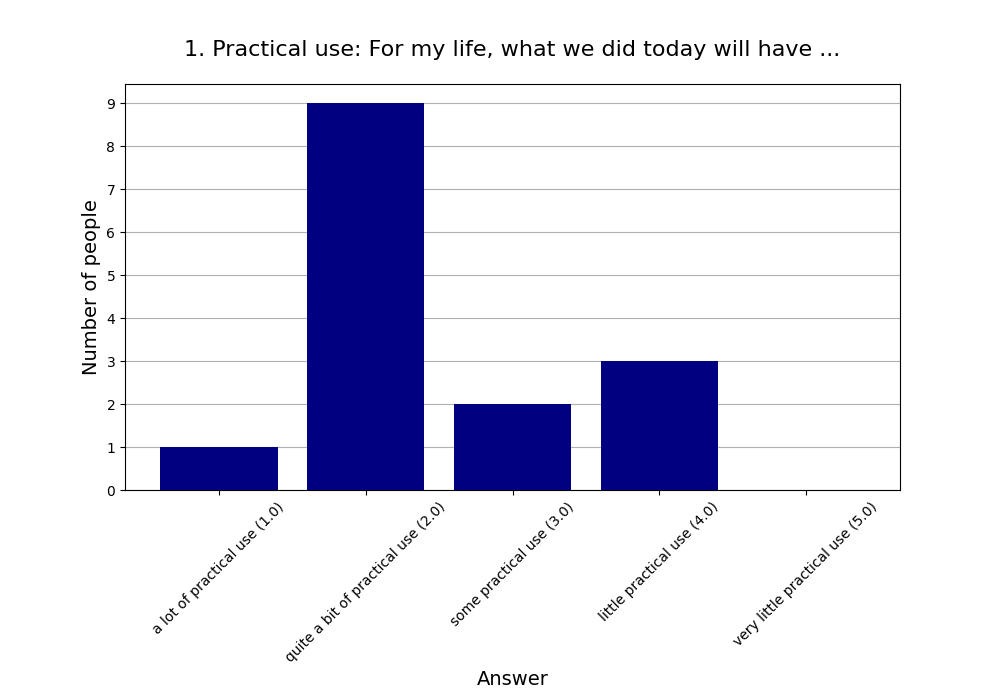 1. Practical use: For my life, what we did today will have ...
Number of people
9
8
7
6
5
4
3
2
1
0
a lot of practical use (1.0)
quite a bit of practical use (2.0)
some practical use (3.0)
little practical use (4.0)
very little practical use (5.0)
Answer